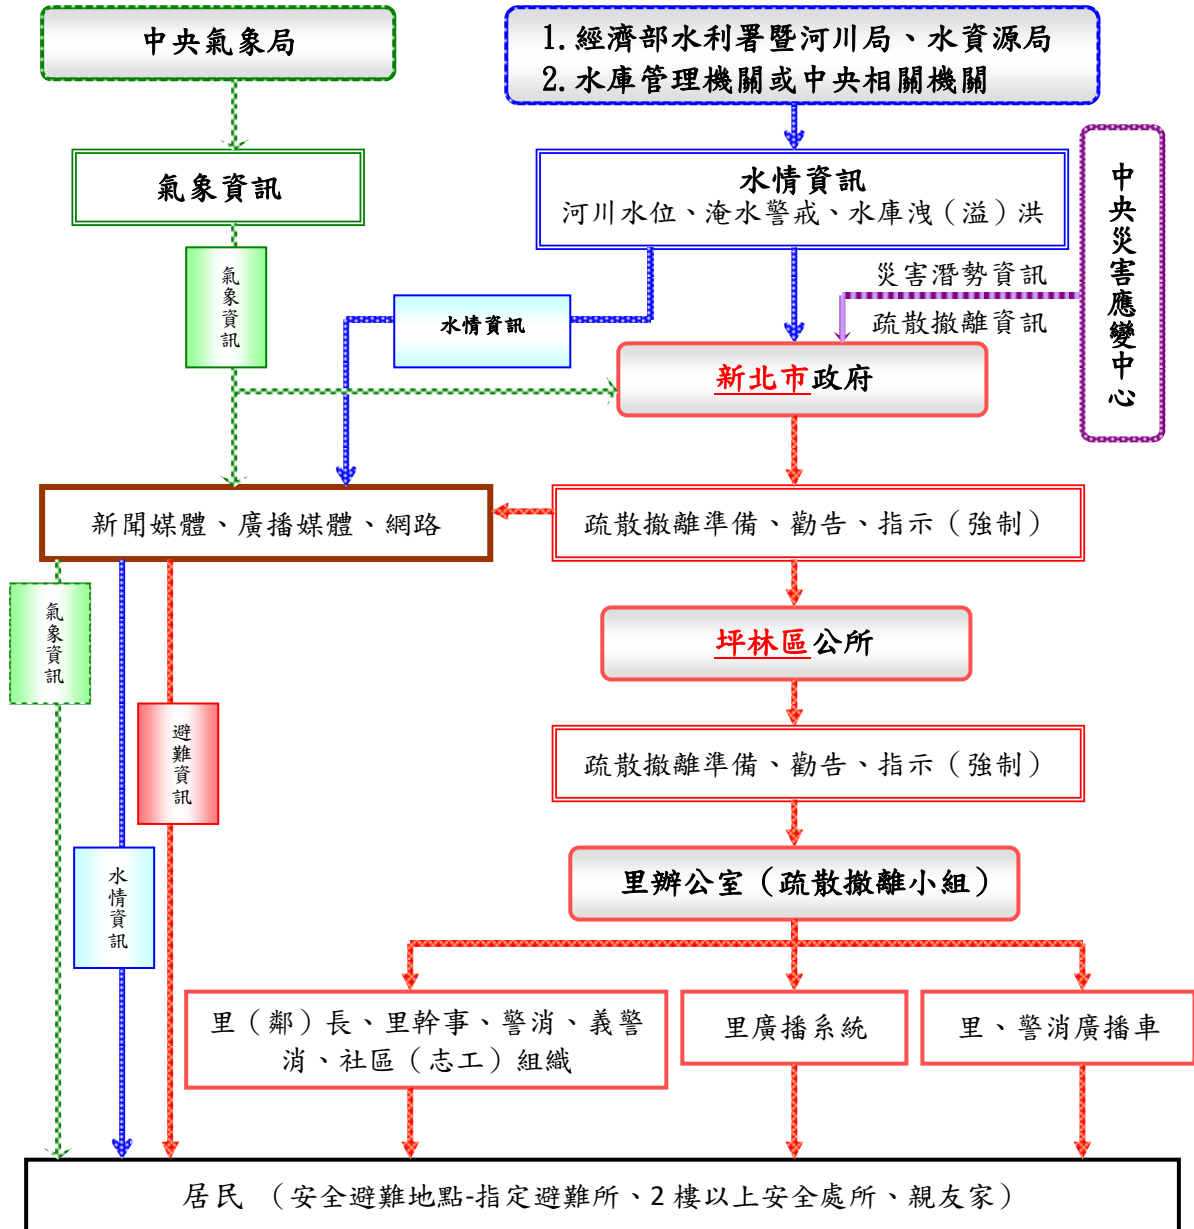 中央氣象局
1.經濟部水利署暨河川局、水資源局
2.水庫管理機關或中央相關機關
氣象資訊
水情資訊
河川水位、淹水警戒、水庫洩(溢)洪
中央災害應變中心
氣象資訊
水情資訊
災害潛勢資訊
疏散撤離資訊
新北市政府
新聞媒體、廣播媒體、網路
疏散撤離準備、勸告、指示(強制)
氣象資訊
坪林區公所
避難資訊
疏散撤離準備、勸告、指示(強制)
水情資訊
里辦公室(疏散撤離小組)
里(鄰)長、里幹事、警消、義警
消、社區(志工)組織
里廣播系統
里、警消廣播車
居民 (安全避難地點-指定避難所、2 樓以上安全處所、親友家)